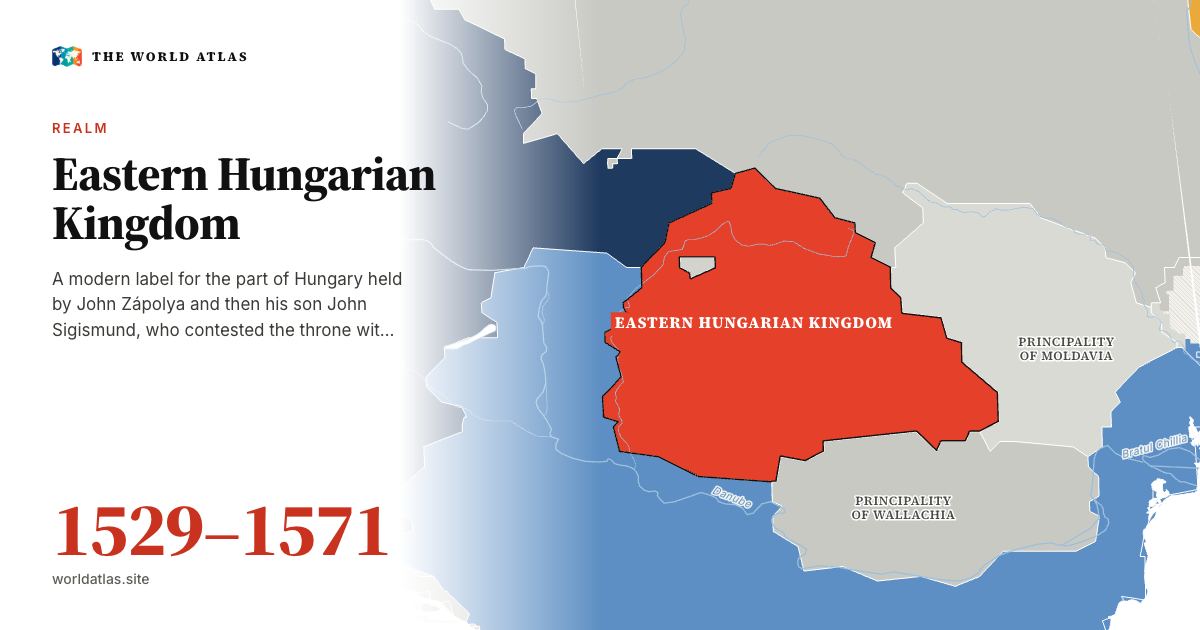 THE WORLD ATLAS
REALM
Eastern Hungarian
Kingdom
A modern label for the part of Hungary held
by John Zápolya and then his son John
Sigismund, who contested the throne wit...
1529–1571
worldatlas.site
EASTERN HUNGARIAN KINGDOM
PRINCIPALITY
OF MOLDAVIA
Bratul Chillia
Danube
PRINCIPALITY
OF WALLACHIA